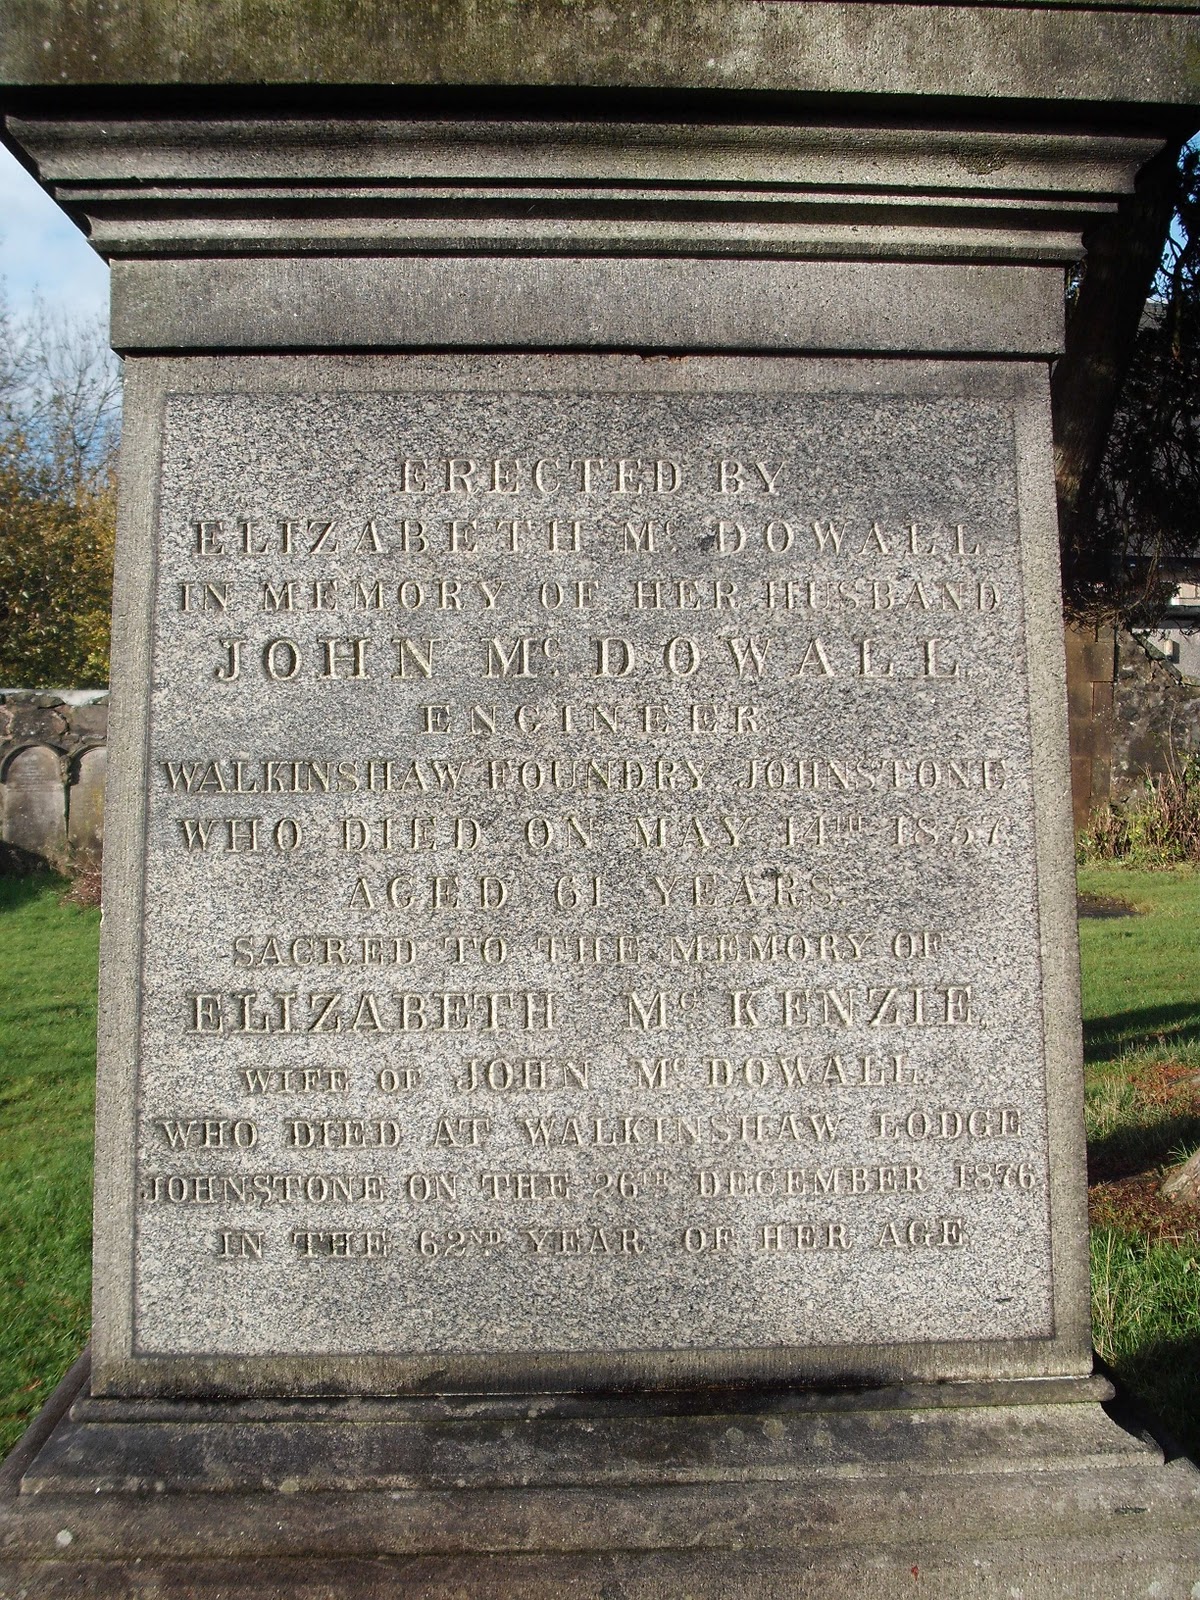 ERECTED BY
ELIZABETH Mc DOWALL
IN MEMORY OF HER HUSBAND
JOHN Mc DOWALL
ENGINEER
WALKINSHAW FOUNDRY JOHNSTONE
WHO DIED ON MAY 14TH 1857
AGED 61 YEARS.
SACRED TO THE MEMORY OF
ELIZABETH Mc KENZIE,
WIFE OF JOHN Mc DOWALL
WHO DIED AT WALKINSHAW LODGE
JOHNSTONE ON THE 26TH DECEMBER 1876
IN THE 62ND YEAR OF HER AGE